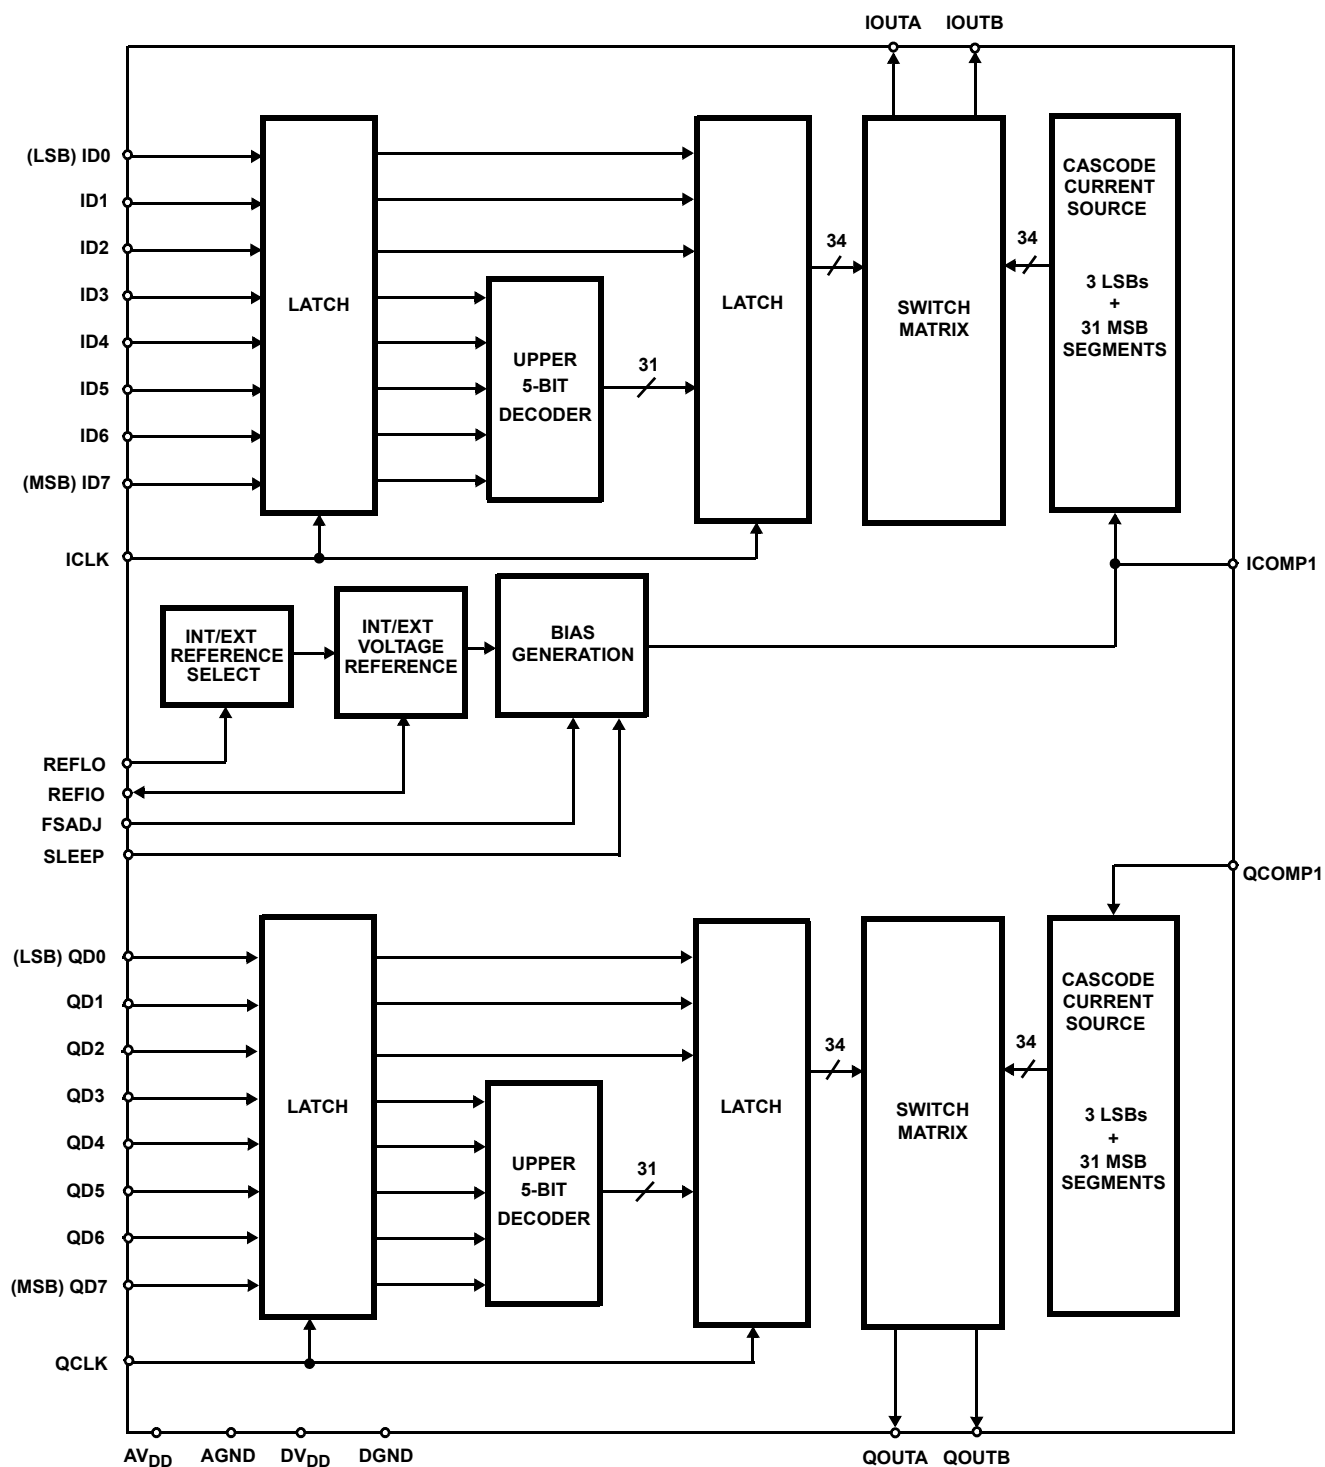 IOUTA IOUTB
(LSB) ID0
ID1
ID2
ID3
ID4
ID5
ID6
(MSB) ID7
ICLK
LATCH
UPPER
5-BIT
DECODER
31
LATCH
34
SWITCH
MATRIX
34
CASCODE
CURRENT
SOURCE
3 LSBs
+
31 MSB
SEGMENTS
ICOMP1
INT/EXT
REFERENCE
SELECT
INT/EXT
VOLTAGE
REFERENCE
BIAS
GENERATION
REFLO
REFIO
FSADJ
SLEEP
QCOMP1
(LSB) QD0
QD1
QD2
QD3
QD4
QD5
QD6
(MSB) QD7
QCLK
LATCH
UPPER
5-BIT
DECODER
31
LATCH
34
SWITCH
MATRIX
34
CASCODE
CURRENT
SOURCE
3 LSBs
+
31 MSB
SEGMENTS
AVDD AGND DVDD DGND QOUTA QOUTB